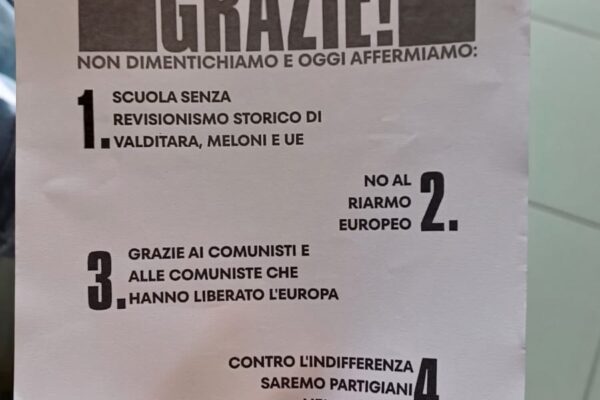 GRAZIE!
NON DIMENTICHIAMO E OGGI AFFERMIAMO:
1. SCUOLA SENZA
REVISIONISMO STORICO DI
VALDITARA, MELONI E UE
NO AL
RIARMO
EUROPEO 2.
3. GRAZIE AI COMUNISTI E
ALLE COMUNISTE CHE
HANNO LIBERATO L'EUROPA
CONTRO L'INDIFFERENZA
SAREMO PARTIGIANI 4